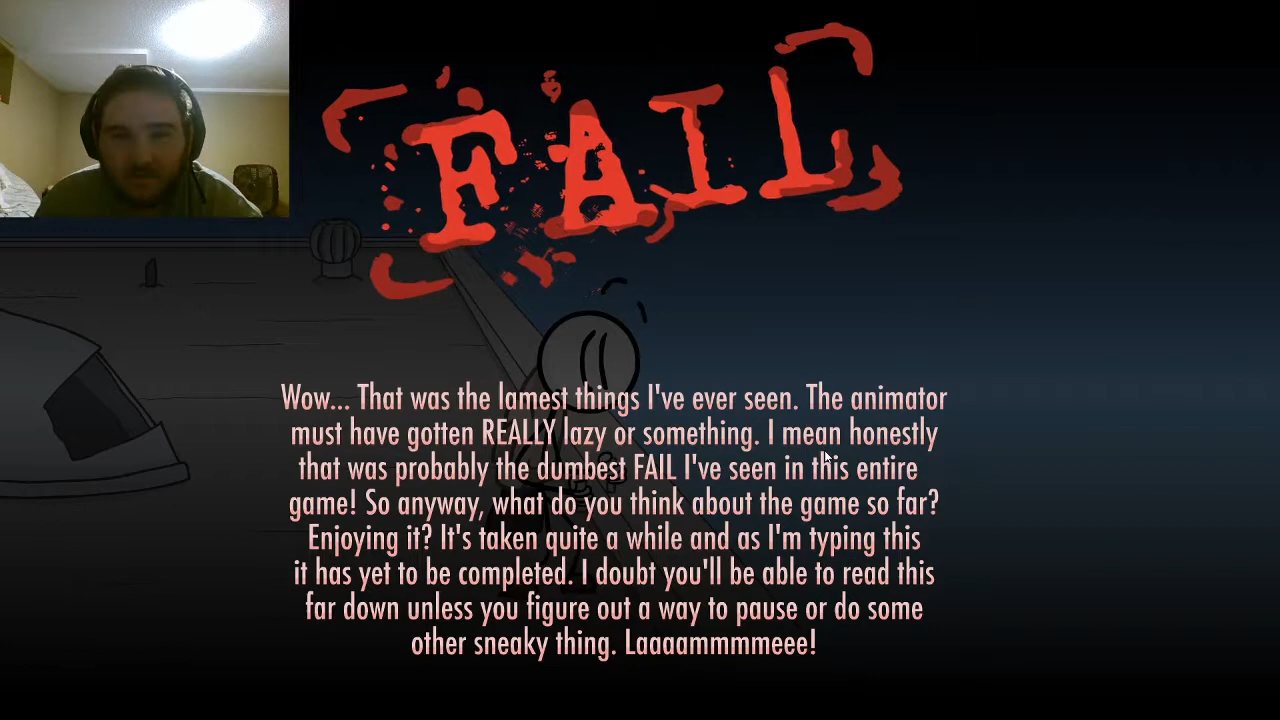 FAIL
Wow... That was the lamest things I've ever seen. The animator
must have gotten REALLY lazy or something. I mean honestly
that was probably the dumbest FAIL I've seen in this entire
game! So anyway, what do you think about the game so far?
Enjoying it? It's taken quite a while and as I'm typing this
it has yet to be completed. I doubt you'll be able to read this
far down unless you figure out a way to pause or do some
other sneaky thing. Laaaammmmeee!